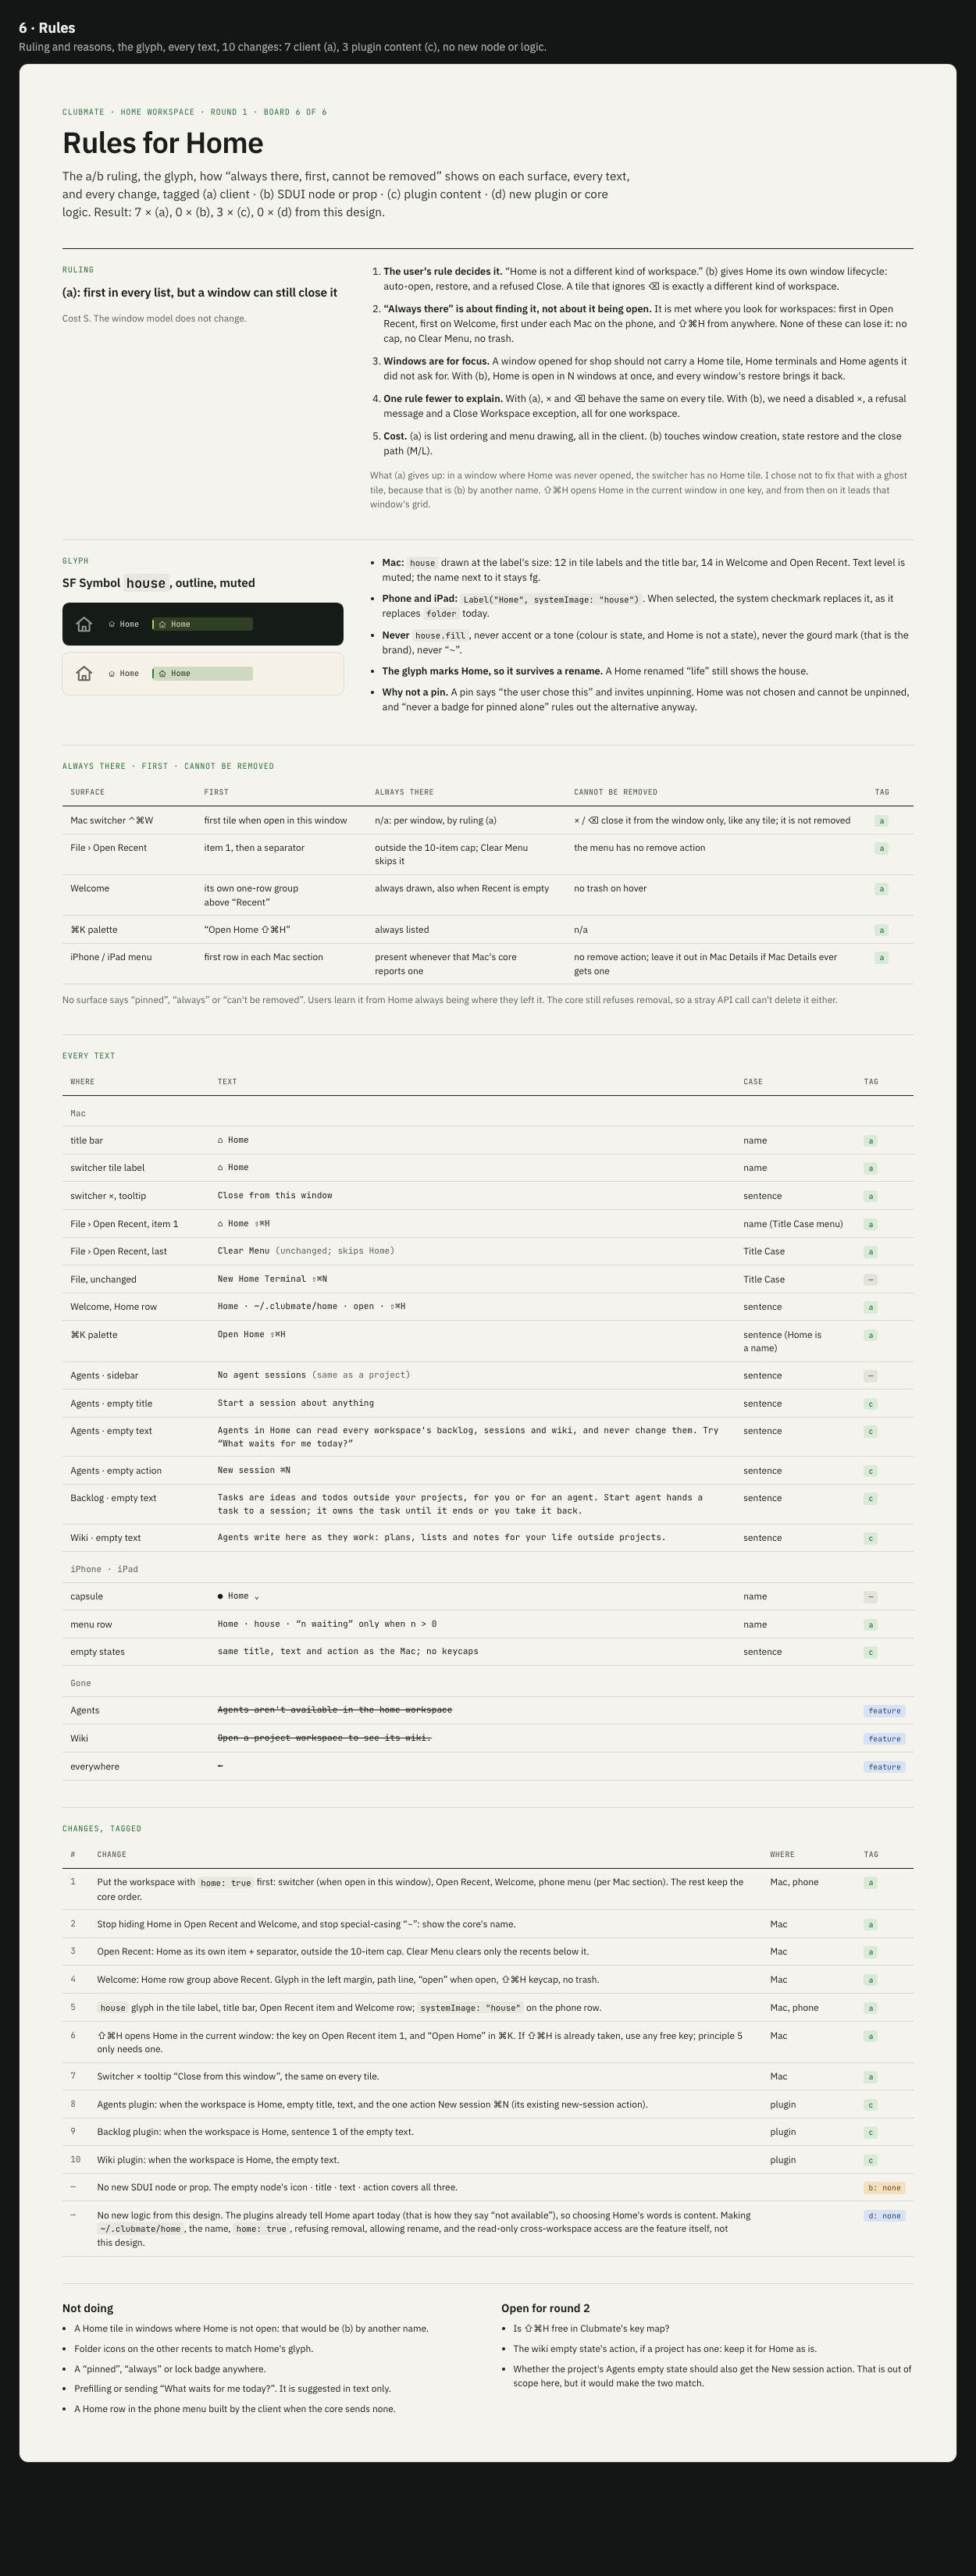 6 · Rules
Ruling and reasons, the glyph, every text, 10 changes: 7 client (a), 3 plugin content (c), no new node or logic.
CLUBMATE · HOME WORKSPACE · ROUND 1 · BOARD 6 OF 6
Rules for Home
The a/b ruling, the glyph, how “always there, first, cannot be removed” shows on each surface, every text,
and every change, tagged (a) client · (b) SDUI node or prop · (c) plugin content · (d) new plugin or core
logic. Result: 7 × (a), 0 × (b), 3 × (c), 0 × (d) from this design.
RULING
(a): first in every list, but a window can still close it
Cost S. The window model does not change.
1. The user's rule decides it. “Home is not a different kind of workspace.” (b) gives Home its own window lifecycle:
auto-open, restore, and a refused Close. A tile that ignores ⌫ is exactly a different kind of workspace.
2. “Always there” is about finding it, not about it being open. It is met where you look for workspaces: first in Open
Recent, first on Welcome, first under each Mac on the phone, and ⇧⌘H from anywhere. None of these can lose it: no
cap, no Clear Menu, no trash.
3. Windows are for focus. A window opened for shop should not carry a Home tile, Home terminals and Home agents it
did not ask for. With (b), Home is open in N windows at once, and every window's restore brings it back.
4. One rule fewer to explain. With (a), × and ⌫ behave the same on every tile. With (b), we need a disabled ×, a refusal
message and a Close Workspace exception, all for one workspace.
5. Cost. (a) is list ordering and menu drawing, all in the client. (b) touches window creation, state restore and the close
path (M/L).
What (a) gives up: in a window where Home was never opened, the switcher has no Home tile. I chose not to fix that with a ghost
tile, because that is (b) by another name. ⇧⌘H opens Home in the current window in one key, and from then on it leads that
window's grid.
GLYPH
SF Symbol house, outline, muted
⌂ Home ⌂ Home
⌂ Home ⌂ Home
• Mac: house drawn at the label's size: 12 in tile labels and the title bar, 14 in Welcome and Open Recent. Text level is
muted; the name next to it stays fg.
• Phone and iPad: Label("Home", systemImage: "house"). When selected, the system checkmark replaces it, as it
replaces folder today.
• Never house.fill, never accent or a tone (colour is state, and Home is not a state), never the gourd mark (that is the
brand), never “~”.
• The glyph marks Home, so it survives a rename. A Home renamed “life” still shows the house.
• Why not a pin. A pin says “the user chose this” and invites unpinning. Home was not chosen and cannot be unpinned,
and “never a badge for pinned alone” rules out the alternative anyway.
ALWAYS THERE · FIRST · CANNOT BE REMOVED
SURFACE FIRST ALWAYS THERE CANNOT BE REMOVED TAG
Mac switcher ^⌘W first tile when open in this window n/a: per window, by ruling (a) × / ⌫ close it from the window only, like any tile; it is not removed a
File › Open Recent item 1, then a separator outside the 10-item cap; Clear Menu the menu has no remove action a
skips it
Welcome its own one-row group always drawn, also when Recent is empty no trash on hover a
above “Recent”
⌘K palette “Open Home ⇧⌘H” always listed n/a a
iPhone / iPad menu first row in each Mac section present whenever that Mac's core no remove action; leave it out in Mac Details if Mac Details ever a
reports one gets one
No surface says “pinned”, “always” or “can't be removed”. Users learn it from Home always being where they left it. The core still refuses removal, so a stray API call can't delete it either.
EVERY TEXT
WHERE TEXT CASE TAG
Mac
title bar ⌂ Home name a
switcher tile label ⌂ Home name a
switcher ×, tooltip Close from this window sentence a
File › Open Recent, item 1 ⌂ Home ⇧⌘H name (Title Case menu) a
File › Open Recent, last Clear Menu (unchanged; skips Home) Title Case a
File, unchanged New Home Terminal ⇧⌘N Title Case —
Welcome, Home row Home · ~/.clubmate/home · open · ⇧⌘H sentence a
⌘K palette Open Home ⇧⌘H sentence (Home is a
a name)
Agents · sidebar No agent sessions (same as a project) sentence —
Agents · empty title Start a session about anything sentence c
Agents · empty text Agents in Home can read every workspace's backlog, sessions and wiki, and never change them. Try sentence c
“What waits for me today?”
Agents · empty action New session ⌘N sentence c
Backlog · empty text Tasks are ideas and todos outside your projects, for you or for an agent. Start agent hands a sentence c
task to a session; it owns the task until it ends or you take it back.
Wiki · empty text Agents write here as they work: plans, lists and notes for your life outside projects. sentence c
iPhone · iPad
capsule ● Home ⌄ name —
menu row Home · house · “n waiting” only when n > 0 name a
empty states same title, text and action as the Mac; no keycaps sentence c
Gone
Agents Agents aren't available in the home workspace feature
Wiki Open a project workspace to see its wiki. feature
everywhere ~ feature
CHANGES, TAGGED
# CHANGE WHERE TAG
1 Put the workspace with home: true first: switcher (when open in this window), Open Recent, Welcome, phone menu (per Mac section). The rest keep the Mac, phone a
core order.
2 Stop hiding Home in Open Recent and Welcome, and stop special-casing “~”: show the core's name. Mac a
3 Open Recent: Home as its own item + separator, outside the 10-item cap. Clear Menu clears only the recents below it. Mac a
4 Welcome: Home row group above Recent. Glyph in the left margin, path line, “open” when open, ⇧⌘H keycap, no trash. Mac a
5 house glyph in the tile label, title bar, Open Recent item and Welcome row; systemImage: "house" on the phone row. Mac, phone a
6 ⇧⌘H opens Home in the current window: the key on Open Recent item 1, and “Open Home” in ⌘K. If ⇧⌘H is already taken, use any free key; principle 5 Mac a
only needs one.
7 Switcher × tooltip “Close from this window”, the same on every tile. Mac a
8 Agents plugin: when the workspace is Home, empty title, text, and the one action New session ⌘N (its existing new-session action). plugin c
9 Backlog plugin: when the workspace is Home, sentence 1 of the empty text. plugin c
10 Wiki plugin: when the workspace is Home, the empty text. plugin c
— No new SDUI node or prop. The empty node's icon · title · text · action covers all three. b: none
— No new logic from this design. The plugins already tell Home apart today (that is how they say “not available”), so choosing Home's words is content. Making d: none
~/.clubmate/home, the name, home: true, refusing removal, allowing rename, and the read-only cross-workspace access are the feature itself, not
this design.
Not doing
• A Home tile in windows where Home is not open: that would be (b) by another name.
• Folder icons on the other recents to match Home's glyph.
• A “pinned”, “always” or lock badge anywhere.
• Prefilling or sending “What waits for me today?”. It is suggested in text only.
• A Home row in the phone menu built by the client when the core sends none.
Open for round 2
• Is ⇧⌘H free in Clubmate's key map?
• The wiki empty state's action, if a project has one: keep it for Home as is.
• Whether the project's Agents empty state should also get the New session action. That is out of
scope here, but it would make the two match.